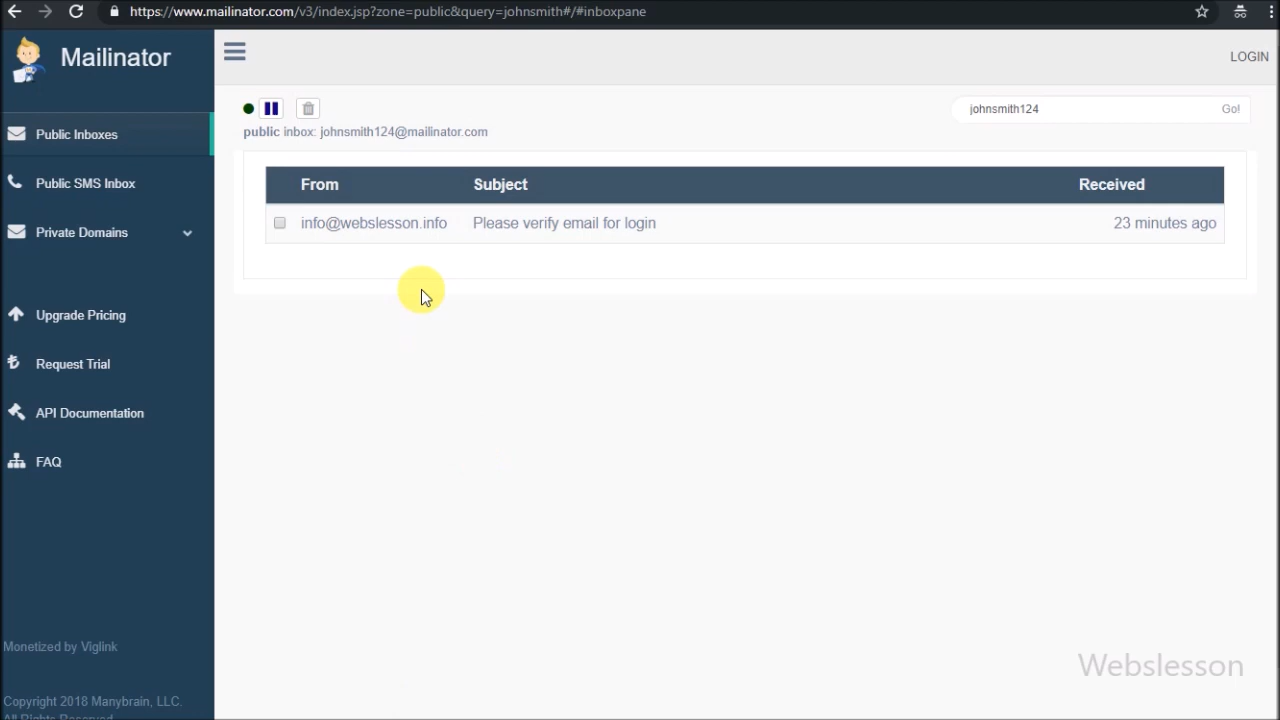 https://www.mailinator.com/v3/index.jsp?zone=public&query=johnsmith#/#inboxpane
Mailinator
LOGIN
johnsmith124 Go!
public inbox: johnsmith124@mailinator.com
Public Inboxes
Public SMS Inbox
Private Domains
Upgrade Pricing
Request Trial
API Documentation
FAQ
From Subject Received
info@webslesson.info Please verify email for login 23 minutes ago
Monetized by Viglink
Webslesson
Copyright 2018 Manybrain, LLC.
All Rights Reserved